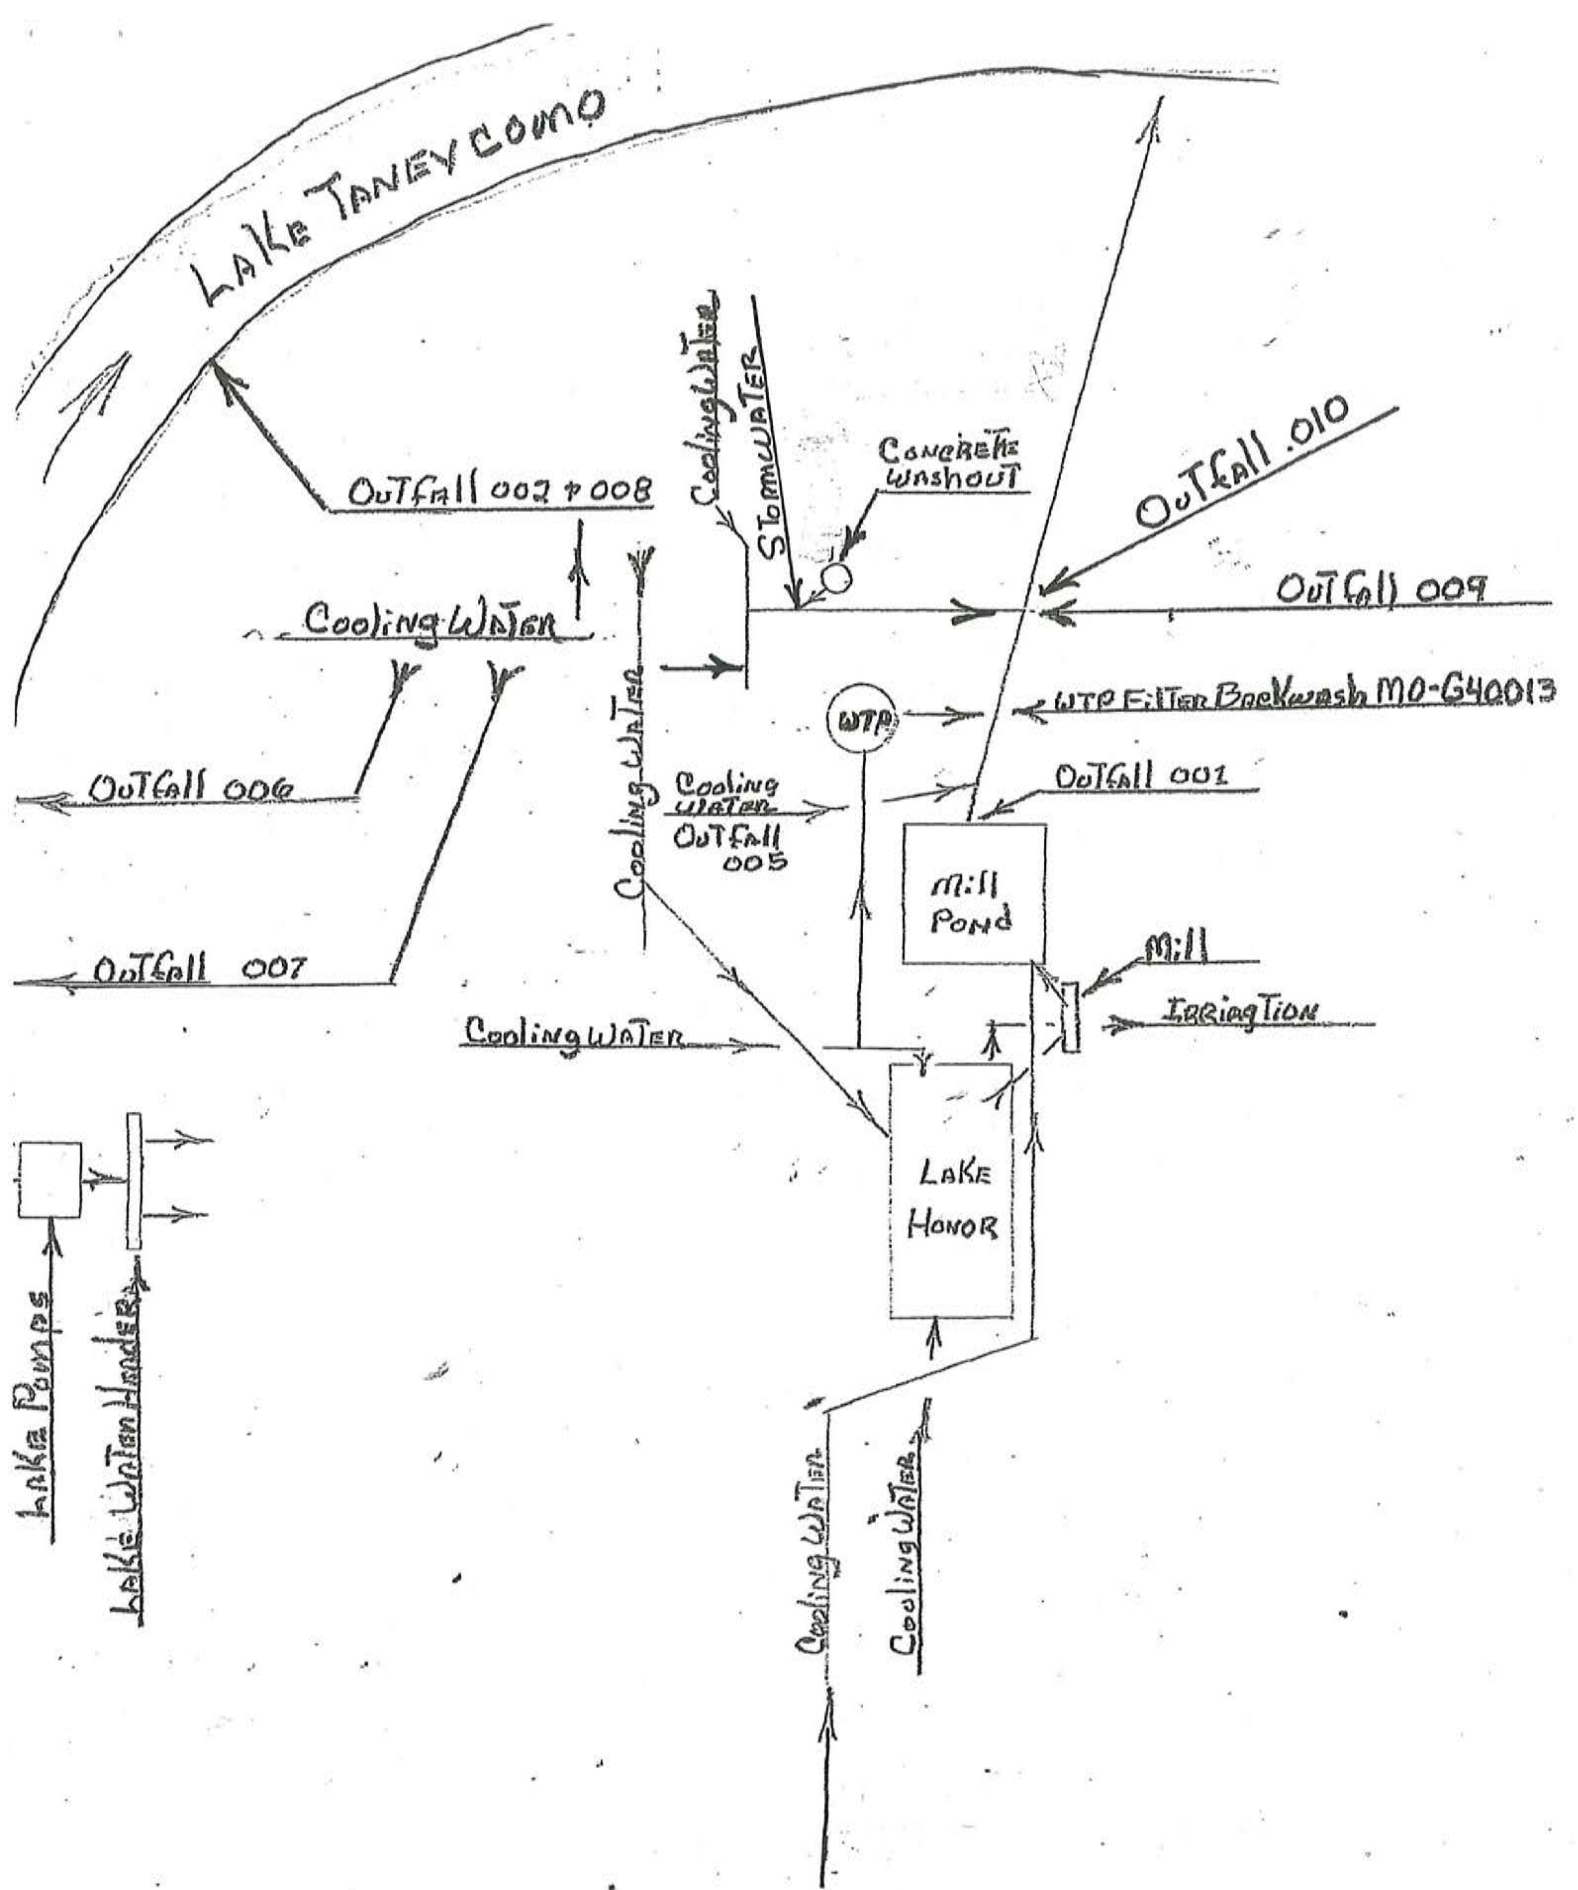 LAKE TANEYCOMO
Cooling WATER
STORMWATER
CONCRETE
WASHOUT
OUTfAll .010
OUTfAll 002 & 008
OUTfAll 009
Cooling WATER
WTP FilTER BACKWASH MO-G40013
WTP
Cooling WATER
OUTfAll 006
Cooling
WATER
OUTfAll
005
OUTfAll 001
Mill
POND
Mill
OUTfAll 007
IRRIAgTION
Cooling WATER
LAKE
HONOR
LAKE PUMPS
LAKE WATER HEADER
Cooling WATER
Cooling WATER